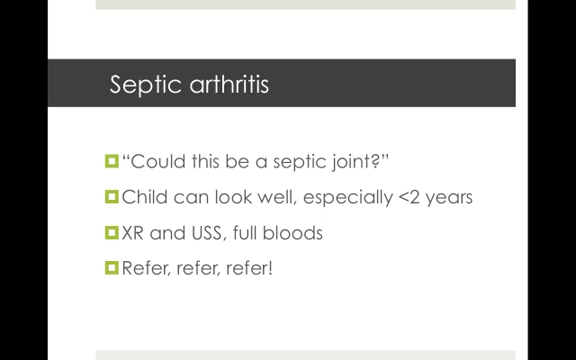 Septic arthritis
“Could this be a septic joint?”
Child can look well, especially <2 years
XR and USS, full bloods
Refer, refer, refer!